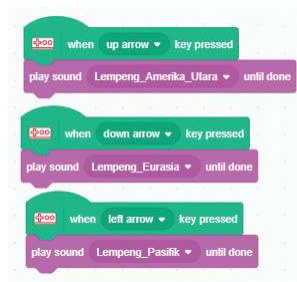 when up arrow key pressed
play sound Lempeng_Amerika_Utara until done
when down arrow key pressed
play sound Lempeng_Eurasia until done
when left arrow key pressed
play sound Lempeng_Pasifik until done